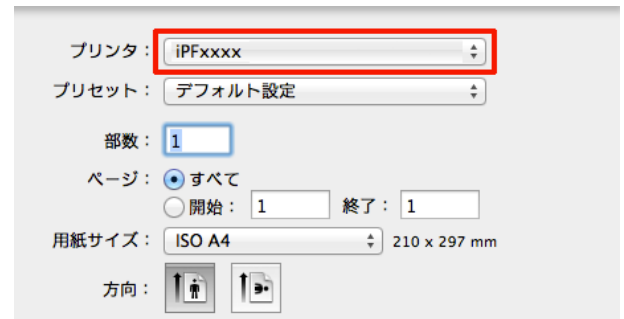 プリンタ： iPFxxxx
プリセット： デフォルト設定
部数： 1
ページ： すべて
開始： 1 終了： 1
用紙サイズ： ISO A4 210 x 297 mm
方向：